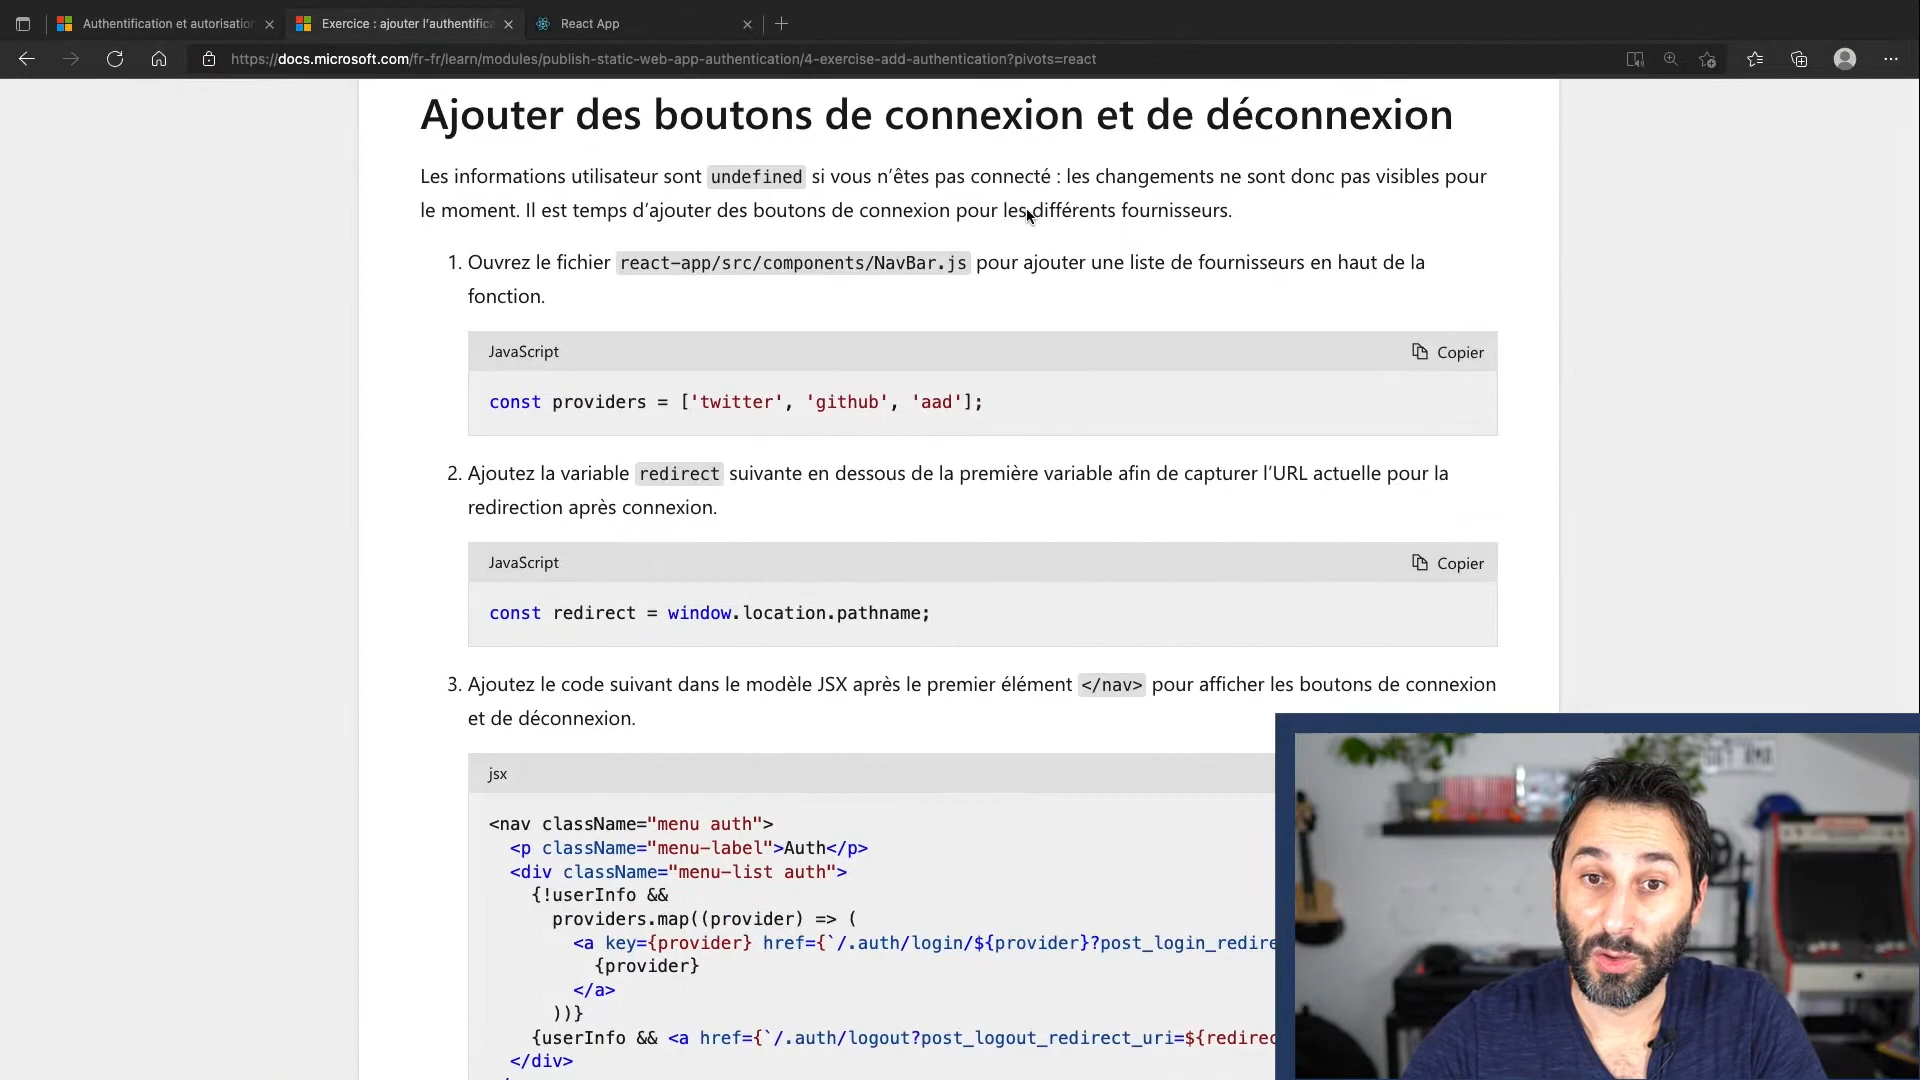 Authentification et autorisation
Exercice : ajouter l'authentifica
React App
https://docs.microsoft.com/fr-fr/learn/modules/publish-static-web-app-authentication/4-exercise-add-authentication?pivots=react
Ajouter des boutons de connexion et de déconnexion
Les informations utilisateur sont undefined si vous n'êtes pas connecté : les changements ne sont donc pas visibles pour
le moment. Il est temps d'ajouter des boutons de connexion pour les différents fournisseurs.
1. Ouvrez le fichier react-app/src/components/NavBar.js pour ajouter une liste de fournisseurs en haut de la
fonction.
JavaScript
Copier
const providers = ['twitter', 'github', 'aad'];
2. Ajoutez la variable redirect suivante en dessous de la première variable afin de capturer l'URL actuelle pour la
redirection après connexion.
JavaScript
Copier
const redirect = window.location.pathname;
3. Ajoutez le code suivant dans le modèle JSX après le premier élément </nav> pour afficher les boutons de connexion
et de déconnexion.
jsx
<nav className="menu auth">
<p className="menu-label">Auth</p>
<div className="menu-list auth">
{!userInfo &&
providers.map((provider) => (
<a key={provider} href={`/.auth/login/${provider}?post_login_redire
{provider}
</a>
))}
{userInfo && <a href={`/.auth/logout?post_logout_redirect_uri=${redirec
</div>